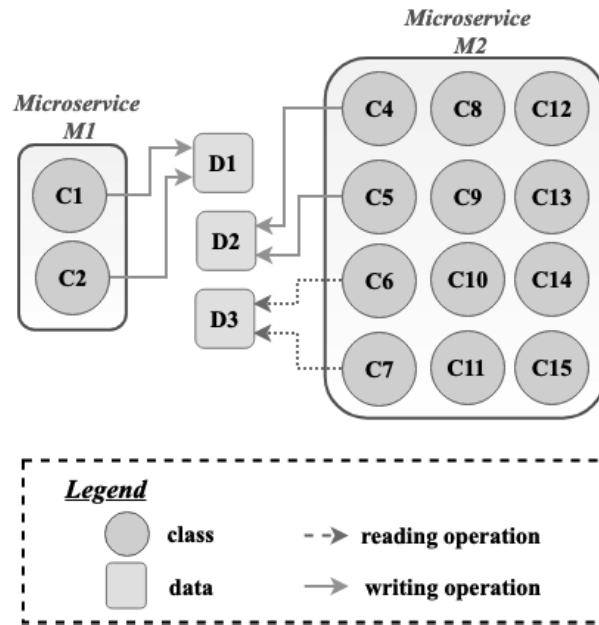 Microservice
M2
Microservice
M1
C4 C8 C12
D1
C1
C5 C9 C13
D2
C2
C6 C10 C14
D3
C7 C11 C15
Legend
class
reading operation
data
writing operation